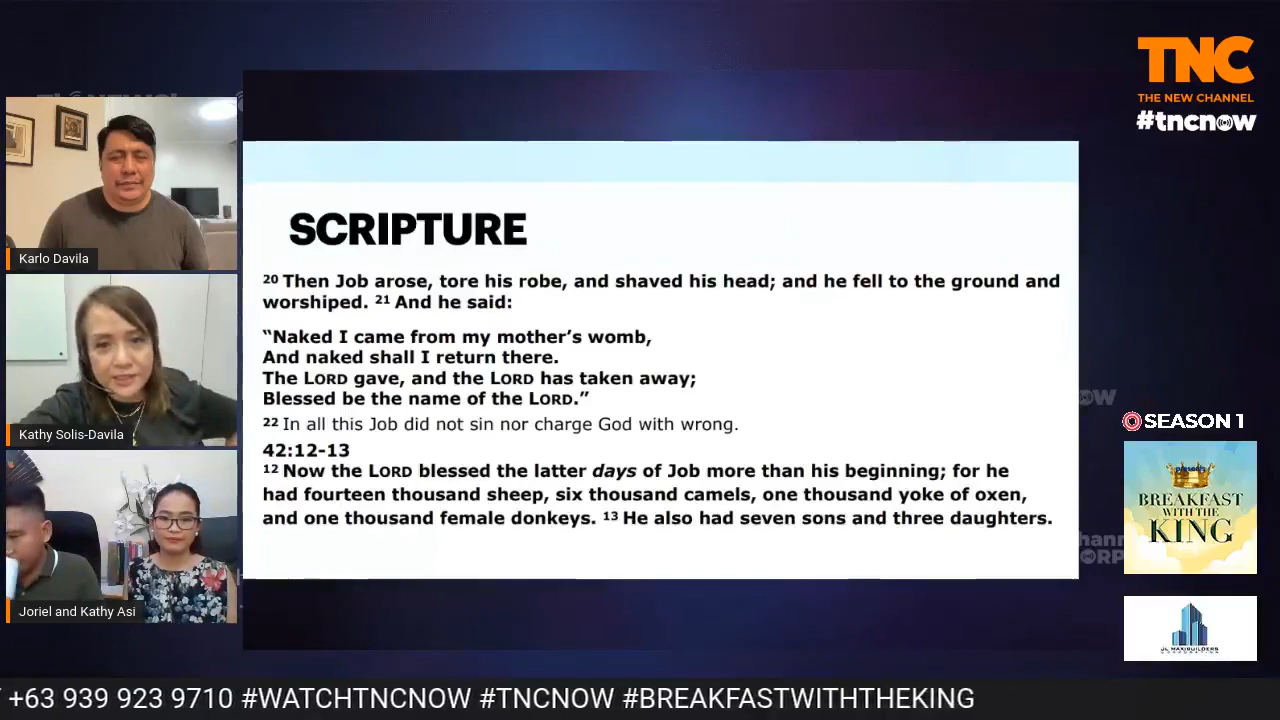 TNC
THE NEW CHANNEL
#tncnow
Karlo Davila
Kathy Solis-Davila
Joriel and Kathy Asi
SCRIPTURE
20 Then Job arose, tore his robe, and shaved his head; and he fell to the ground and
worshiped. 21 And he said:
“Naked I came from my mother’s womb,
And naked shall I return there.
The LORD gave, and the LORD has taken away;
Blessed be the name of the LORD.”
22 In all this Job did not sin nor charge God with wrong.
42:12-13
12 Now the LORD blessed the latter days of Job more than his beginning; for he
had fourteen thousand sheep, six thousand camels, one thousand yoke of oxen,
and one thousand female donkeys. 13 He also had seven sons and three daughters.
SEASON 1
presents
BREAKFAST
WITH THE
KING
JL MAXIBUILDERS
CORPORATION
+63 939 923 9710 #WATCHTNCNOW #TNCNOW #BREAKFASTWITHTHEKING